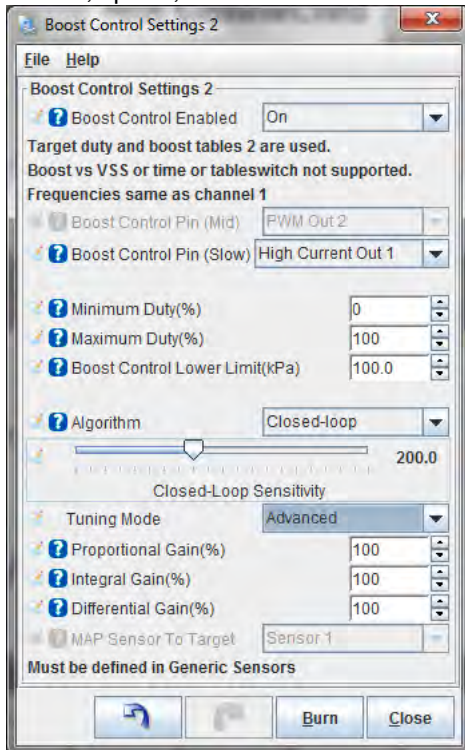 Boost Control Settings 2
File Help
Boost Control Settings 2
Boost Control Enabled On
Target duty and boost tables 2 are used.
Boost vs VSS or time or tableswitch not supported.
Frequencies same as channel 1
Boost Control Pin (Mid) PWM Out 2
Boost Control Pin (Slow) High Current Out 1
Minimum Duty(%) 0
Maximum Duty(%) 100
Boost Control Lower Limit(kPa) 100.0
Algorithm Closed-loop
200.0
Closed-Loop Sensitivity
Tuning Mode Advanced
Proportional Gain(%) 100
Integral Gain(%) 100
Differential Gain(%) 100
MAP Sensor To Target Sensor 1
Must be defined in Generic Sensors
Burn Close